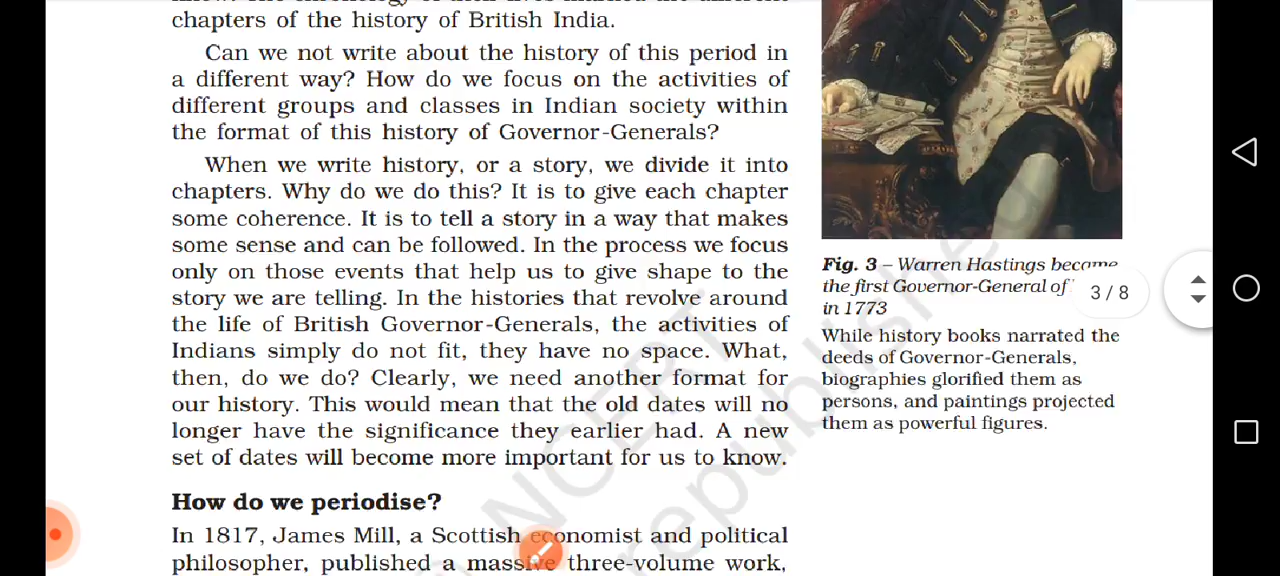 chapters of the history of British India.
Can we not write about the history of this period in
a different way? How do we focus on the activities of
different groups and classes in Indian society within
the format of this history of Governor-Generals?
When we write history, or a story, we divide it into
chapters. Why do we do this? It is to give each chapter
some coherence. It is to tell a story in a way that makes
some sense and can be followed. In the process we focus
only on those events that help us to give shape to the
story we are telling. In the histories that revolve around
the life of British Governor-Generals, the activities of
Indians simply do not fit, they have no space. What,
then, do we do? Clearly, we need another format for
our history. This would mean that the old dates will no
longer have the significance they earlier had. A new
set of dates will become more important for us to know.
How do we periodise?
In 1817, James Mill, a Scottish economist and political
philosopher, published a massive three-volume work,
Fig. 3 – Warren Hastings became
the first Governor-General of
in 1773
While history books narrated the
deeds of Governor-Generals,
biographies glorified them as
persons, and paintings projected
them as powerful figures.
3 / 8
NCERT
republished